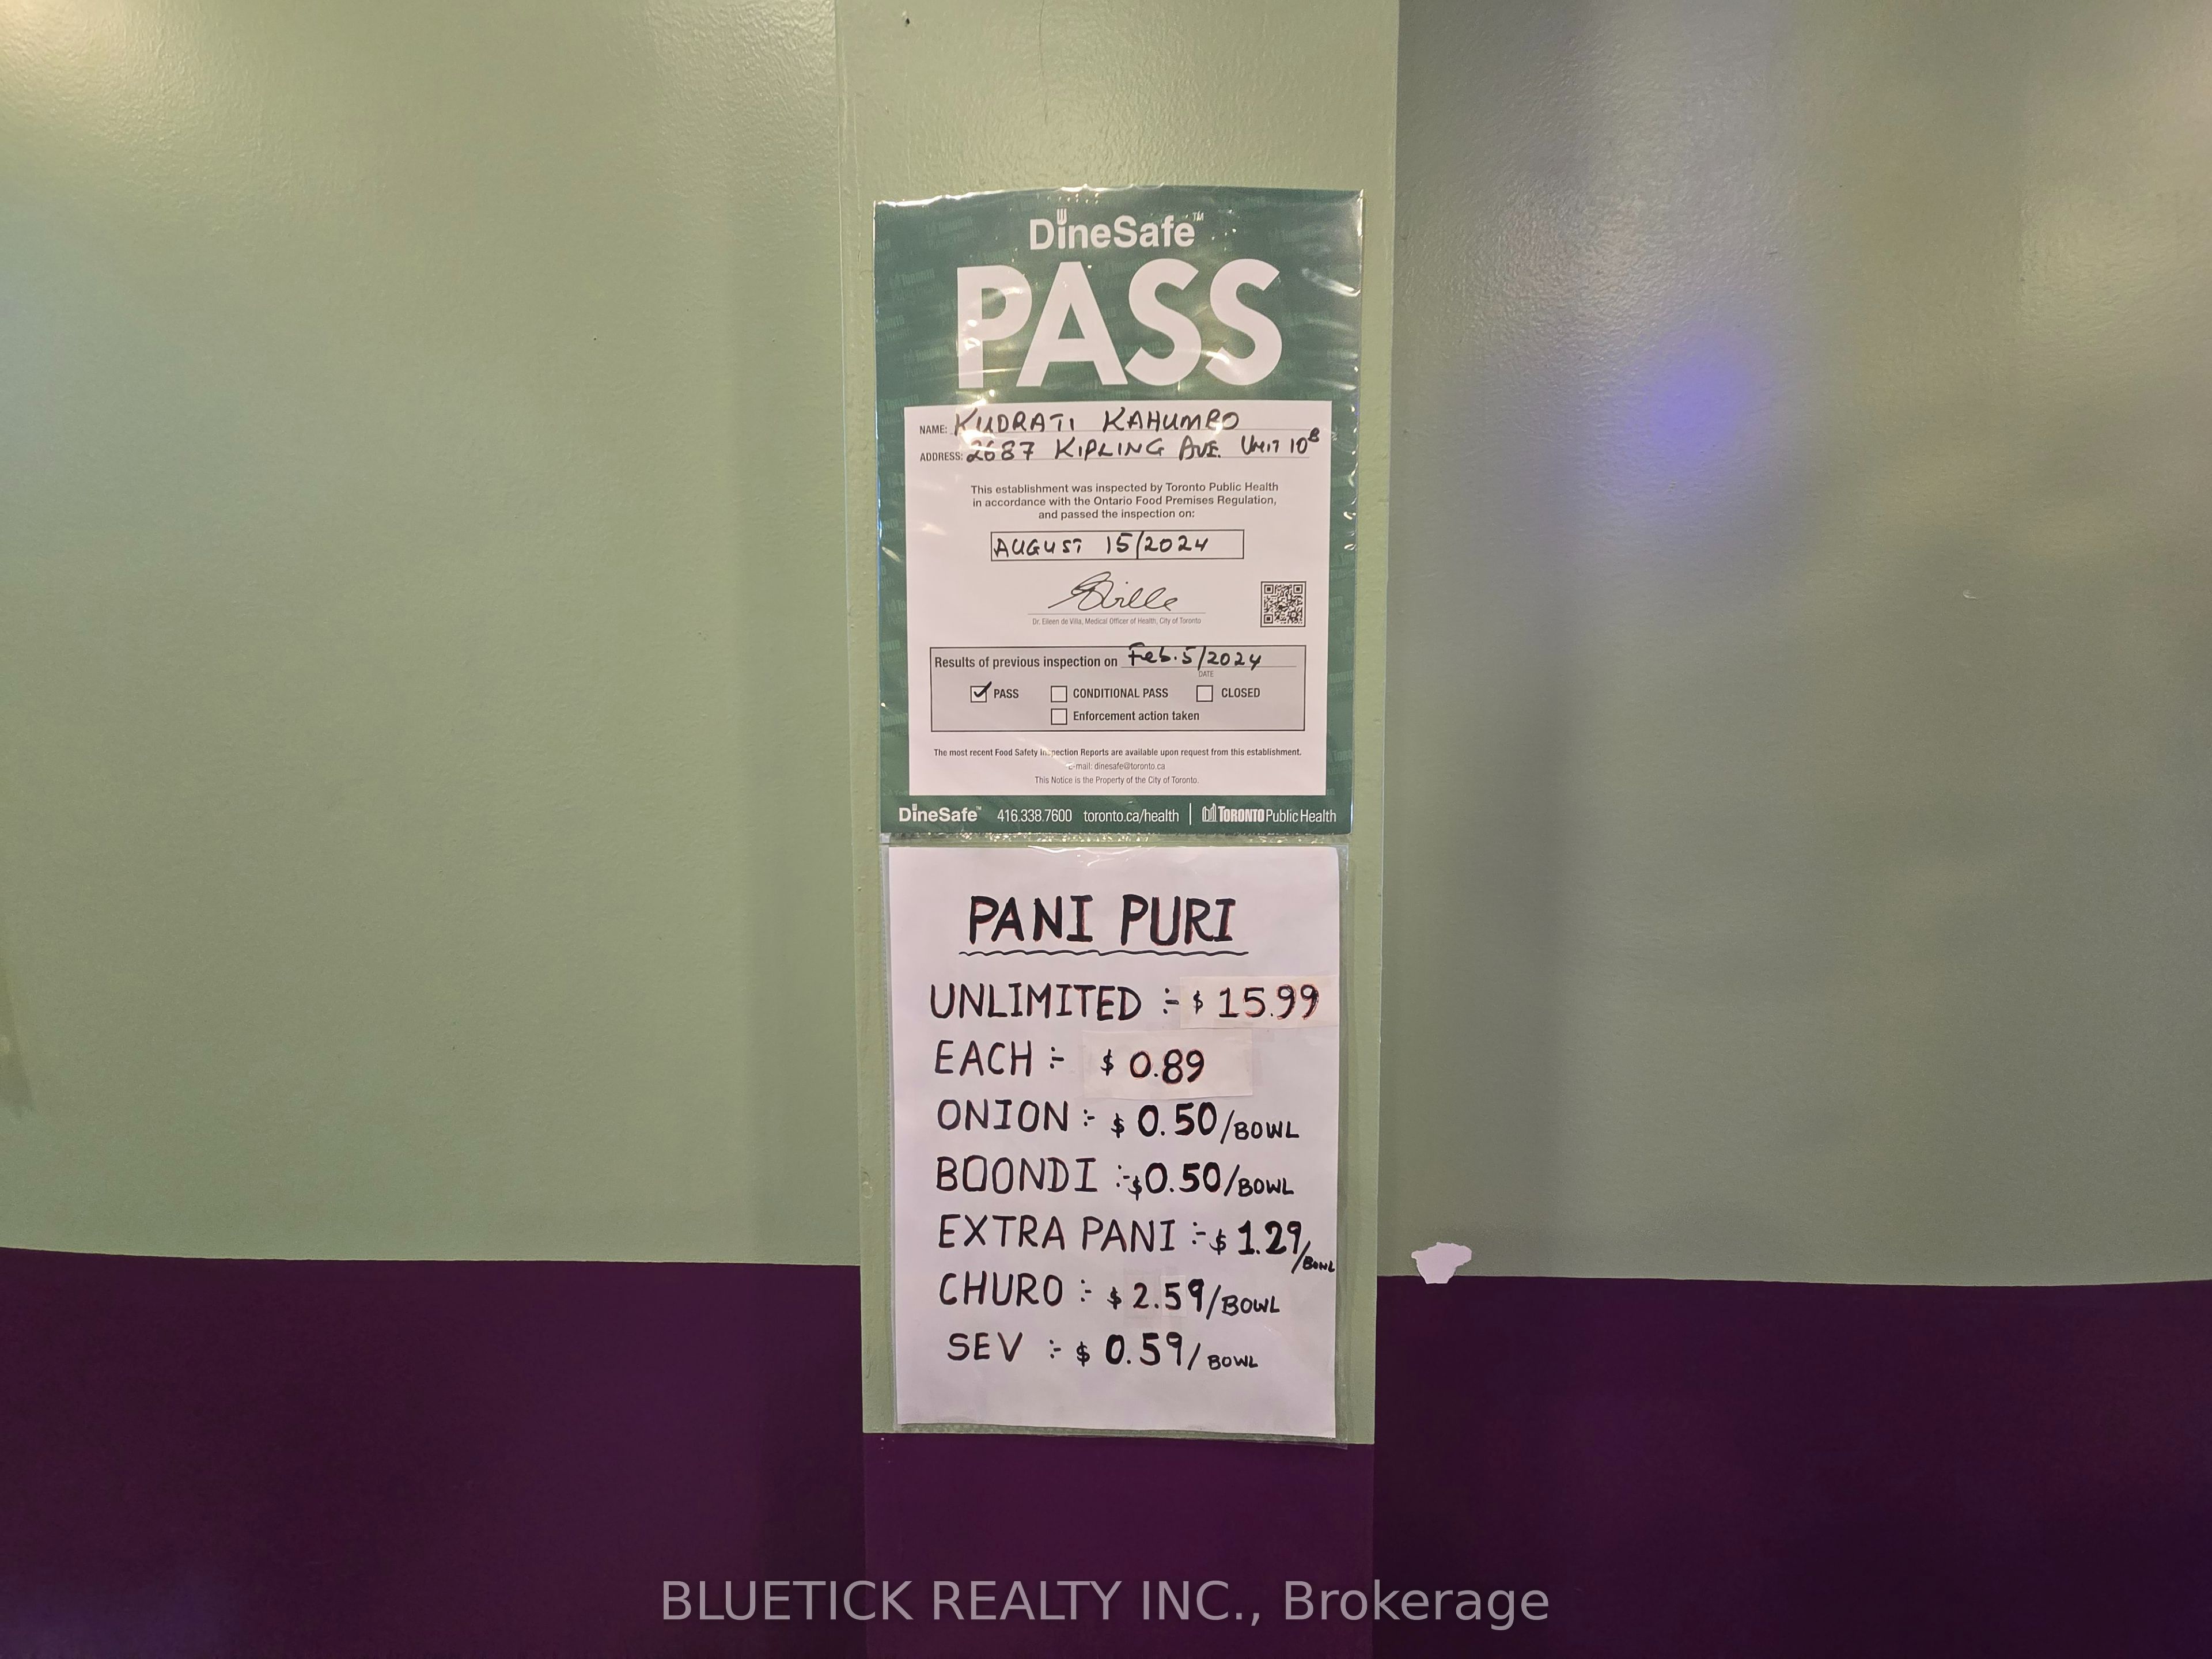 DineSafe™
PASS
NAME: KUDRATI KAHUMBO
ADDRESS: 2687 KIPLING AVE. UNIT 10B
This establishment was inspected by Toronto Public Health
in accordance with the Ontario Food Premises Regulation,
and passed the inspection on:
AUGUST 15/2024
Dr. Eileen de Villa, Medical Officer of Health, City of Toronto
Results of previous inspection on Feb. 5/2024
DATE
PASS CONDITIONAL PASS CLOSED
Enforcement action taken
The most recent Food Safety Inspection Reports are available upon request from this establishment.
e-mail: dinesafe@toronto.ca
This Notice is the Property of the City of Toronto.
DineSafe™ 416.338.7600 toronto.ca/health | TORONTO Public Health
PANI PURI
UNLIMITED :- $ 15.99
EACH :- $ 0.89
ONION :- $ 0.50/BOWL
BOONDI :- $0.50/BOWL
EXTRA PANI :- $ 1.29/BOWL
CHURO :- $ 2.59/BOWL
SEV :- $ 0.59/BOWL
BLUETICK REALTY INC., Brokerage